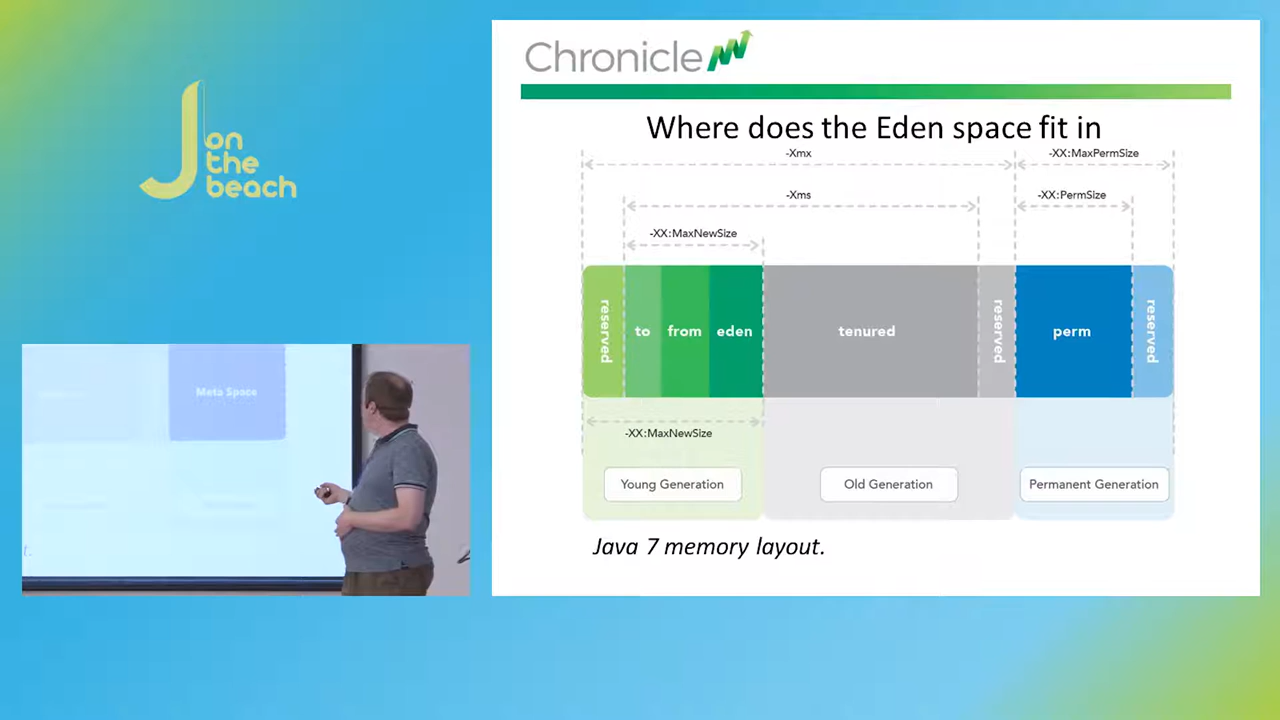 J on
the
beach
Chronicle
Where does the Eden space fit in
-Xmx
-XX:MaxPermSize
-Xms
-XX:PermSize
-XX:MaxNewSize
reserved
to
from
eden
tenured
reserved
perm
reserved
-XX:MaxNewSize
Young Generation
Old Generation
Permanent Generation
Java 7 memory layout.
Meta Space